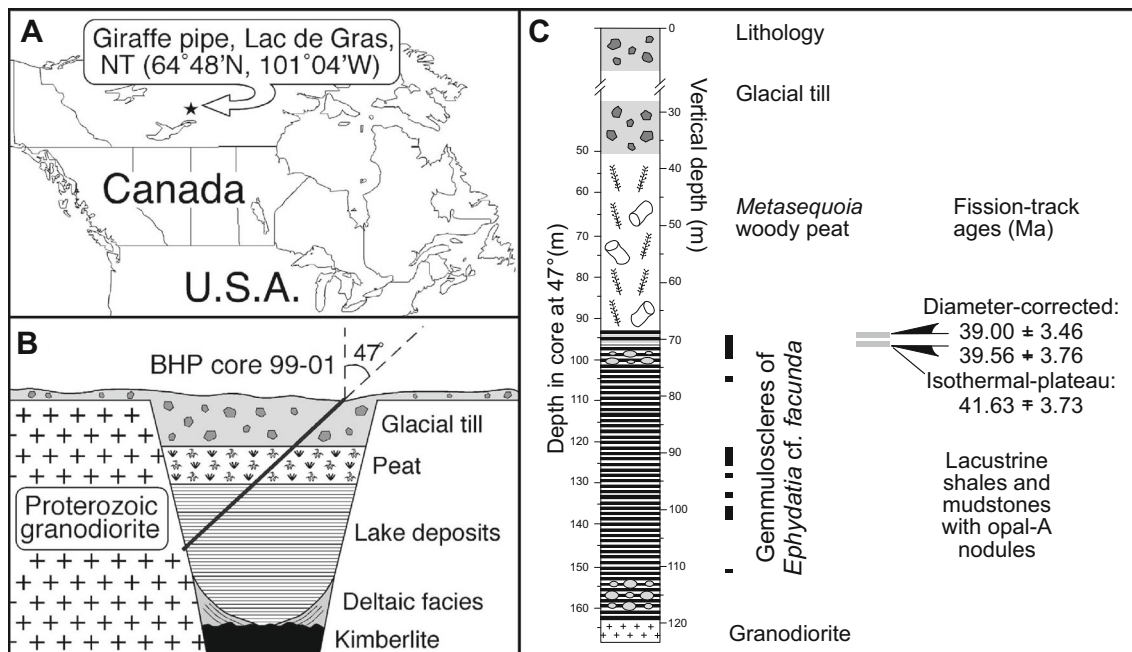 A
Giraffe pipe, Lac de Gras,
NT (64°48'N, 101°04'W)
Canada
U.S.A.
B
BHP core 99-01
47°
Glacial till
Peat
Proterozoic
granodiorite
Lake deposits
Deltaic facies
Kimberlite
C
Depth in core at 47°(m)
50
60
70
80
90
100
110
120
130
140
150
160
Vertical depth (m)
0
30
40
50
60
70
80
90
100
110
120
Lithology
Glacial till
Metasequoia
woody peat
Fission-track
ages (Ma)
Diameter-corrected:
39.00 ∓ 3.46
39.56 ∓ 3.76
Isothermal-plateau:
41.63 ∓ 3.73
Gemmuloscleres of
Ephydatia cf. facunda
Lacustrine
shales and
mudstones
with opal-A
nodules
Granodiorite